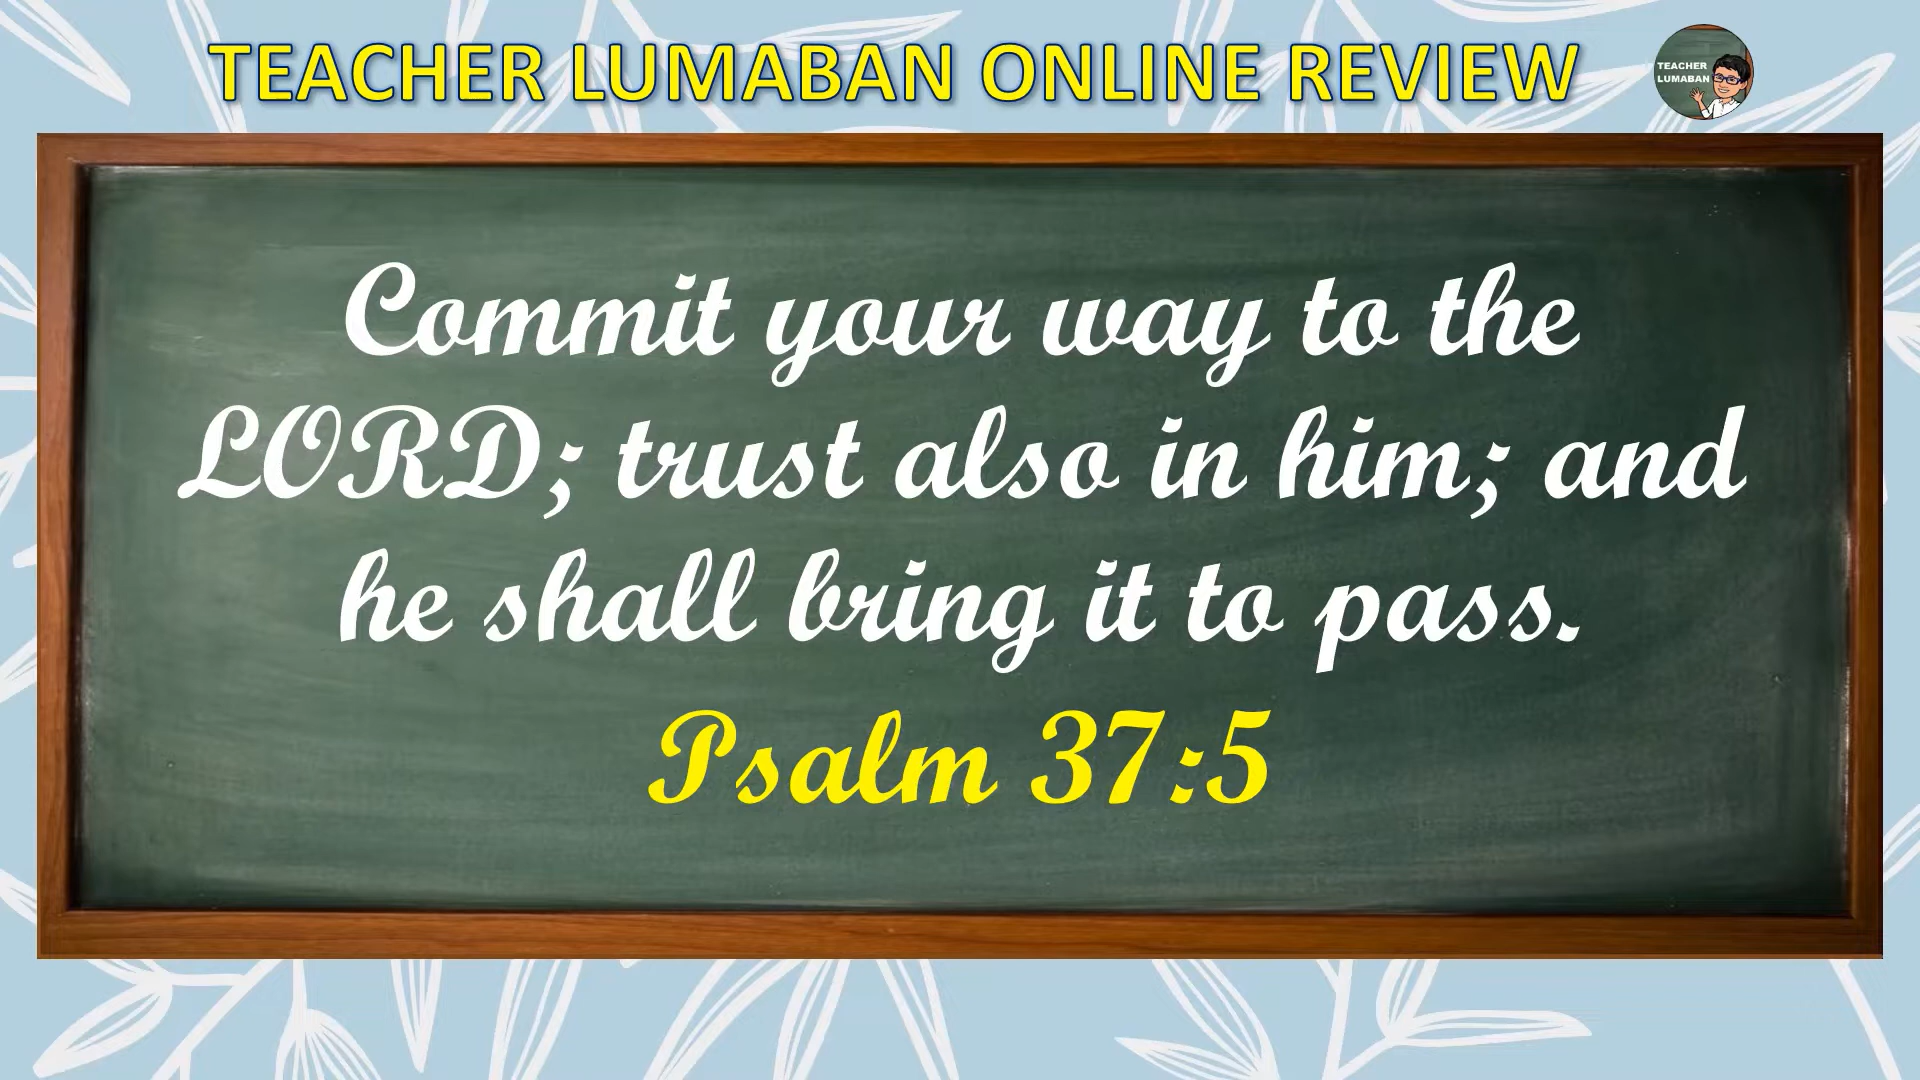 TEACHER LUMABAN ONLINE REVIEW
TEACHER
LUMABAN
Commit your way to the
LORD; trust also in him; and
he shall bring it to pass.
Psalm 37:5